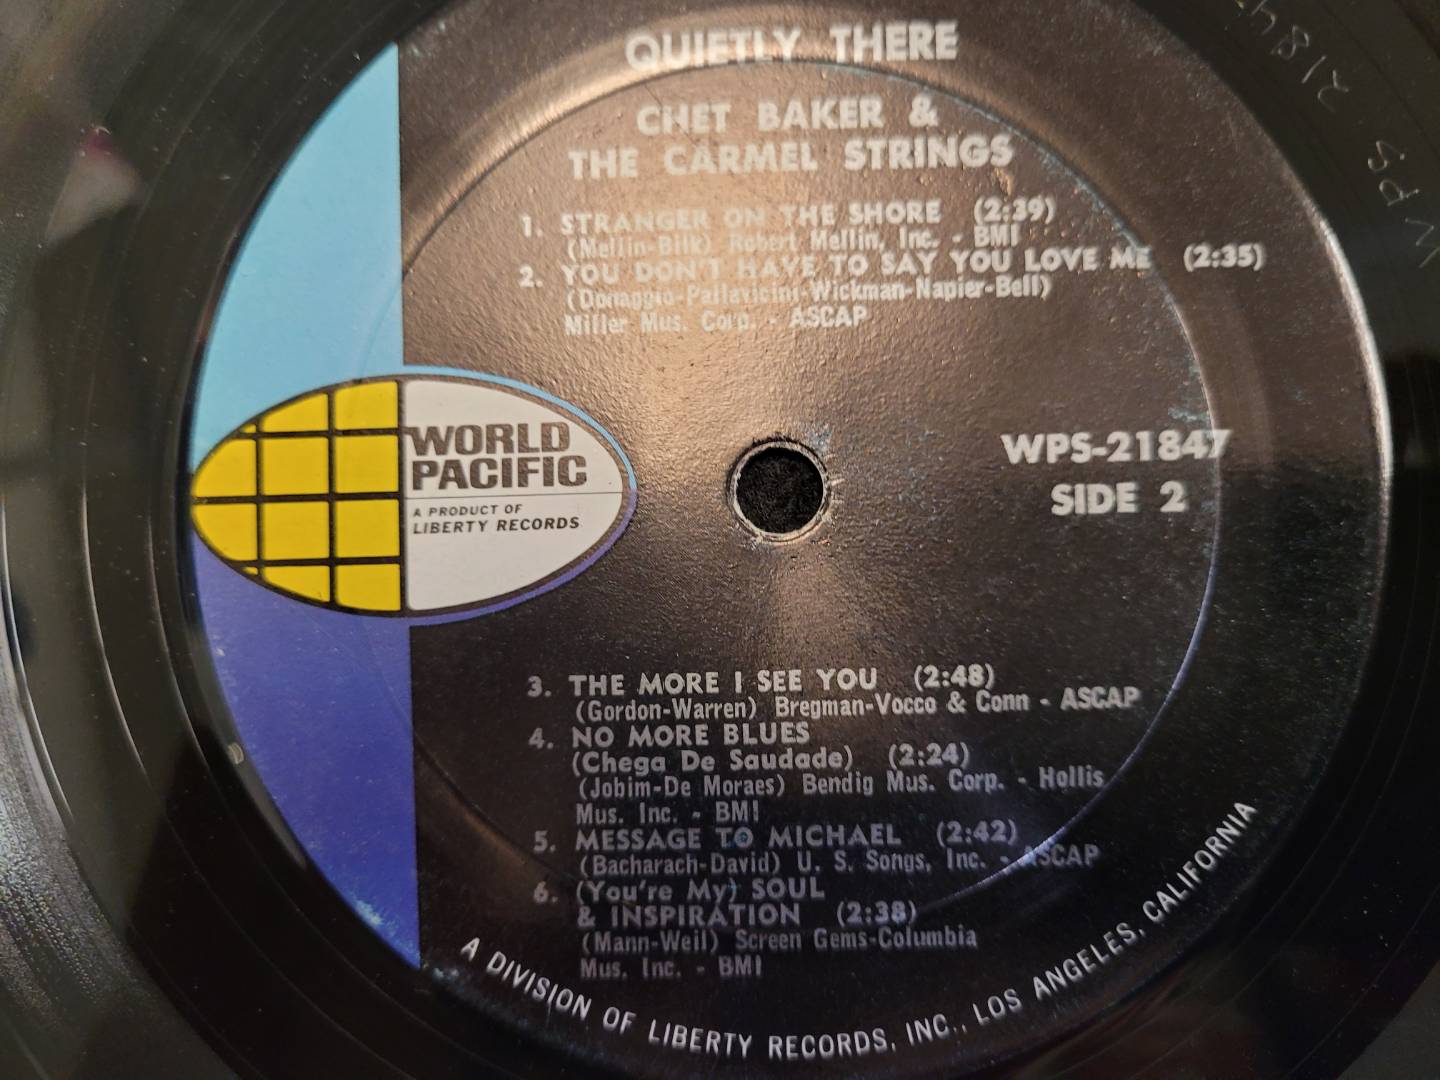 QUIETLY THERE
CHET BAKER &
THE CARMEL STRINGS
1. STRANGER ON THE SHORE (2:39)
(Mellin-Bilk) Robert Mellin, Inc. - BMI
2. YOU DON'T HAVE TO SAY YOU LOVE ME (2:35)
(Donaggio-Pallavicini-Wickman-Napier-Bell)
Miller Mus. Corp. - ASCAP
WORLD
PACIFIC
A PRODUCT OF
LIBERTY RECORDS
WPS-21847
SIDE 2
3. THE MORE I SEE YOU (2:48)
(Gordon-Warren) Bregman-Vocco & Conn - ASCAP
4. NO MORE BLUES
(Chega De Saudade) (2:24)
(Jobim-De Moraes) Bendig Mus. Corp. - Hollis
Mus. Inc. - BMI
5. MESSAGE TO MICHAEL (2:42)
(Bacharach-David) U. S. Songs, Inc. - ASCAP
6. (You're My) SOUL
& INSPIRATION (2:38)
(Mann-Weil) Screen Gems-Columbia
Mus. Inc. - BMI
A DIVISION OF LIBERTY RECORDS, INC., LOS ANGELES, CALIFORNIA